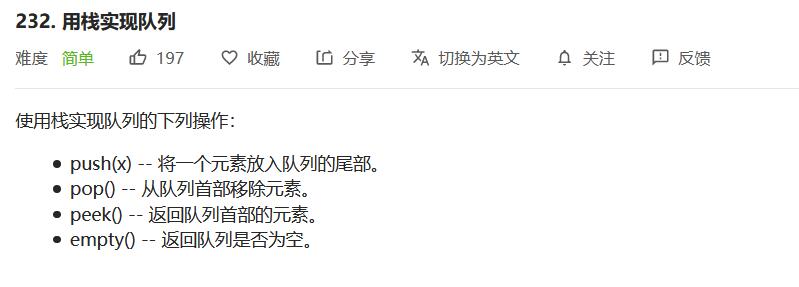 232. 用栈实现队列
难度 简单 197 收藏 分享 切换为英文 关注 反馈
使用栈实现队列的下列操作：
● push(x) -- 将一个元素放入队列的尾部。
● pop() -- 从队列首部移除元素。
● peek() -- 返回队列首部的元素。
● empty() -- 返回队列是否为空。